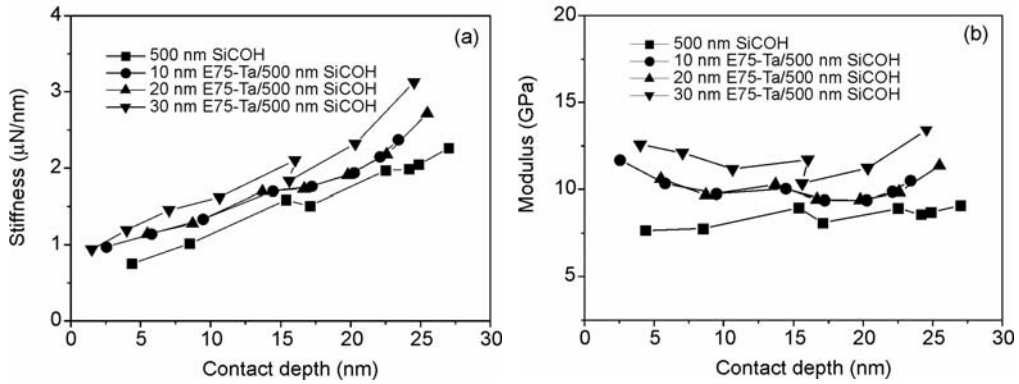 (a)
500 nm SiCOH
10 nm E75-Ta/500 nm SiCOH
20 nm E75-Ta/500 nm SiCOH
30 nm E75-Ta/500 nm SiCOH
Stiffness (μN/nm)
4
3
2
1
0
0 5 10 15 20 25 30
Contact depth (nm)
(b)
500 nm SiCOH
10 nm E75-Ta/500 nm SiCOH
20 nm E75-Ta/500 nm SiCOH
30 nm E75-Ta/500 nm SiCOH
Modulus (GPa)
20
15
10
5
0 5 10 15 20 25 30
Contact depth (nm)